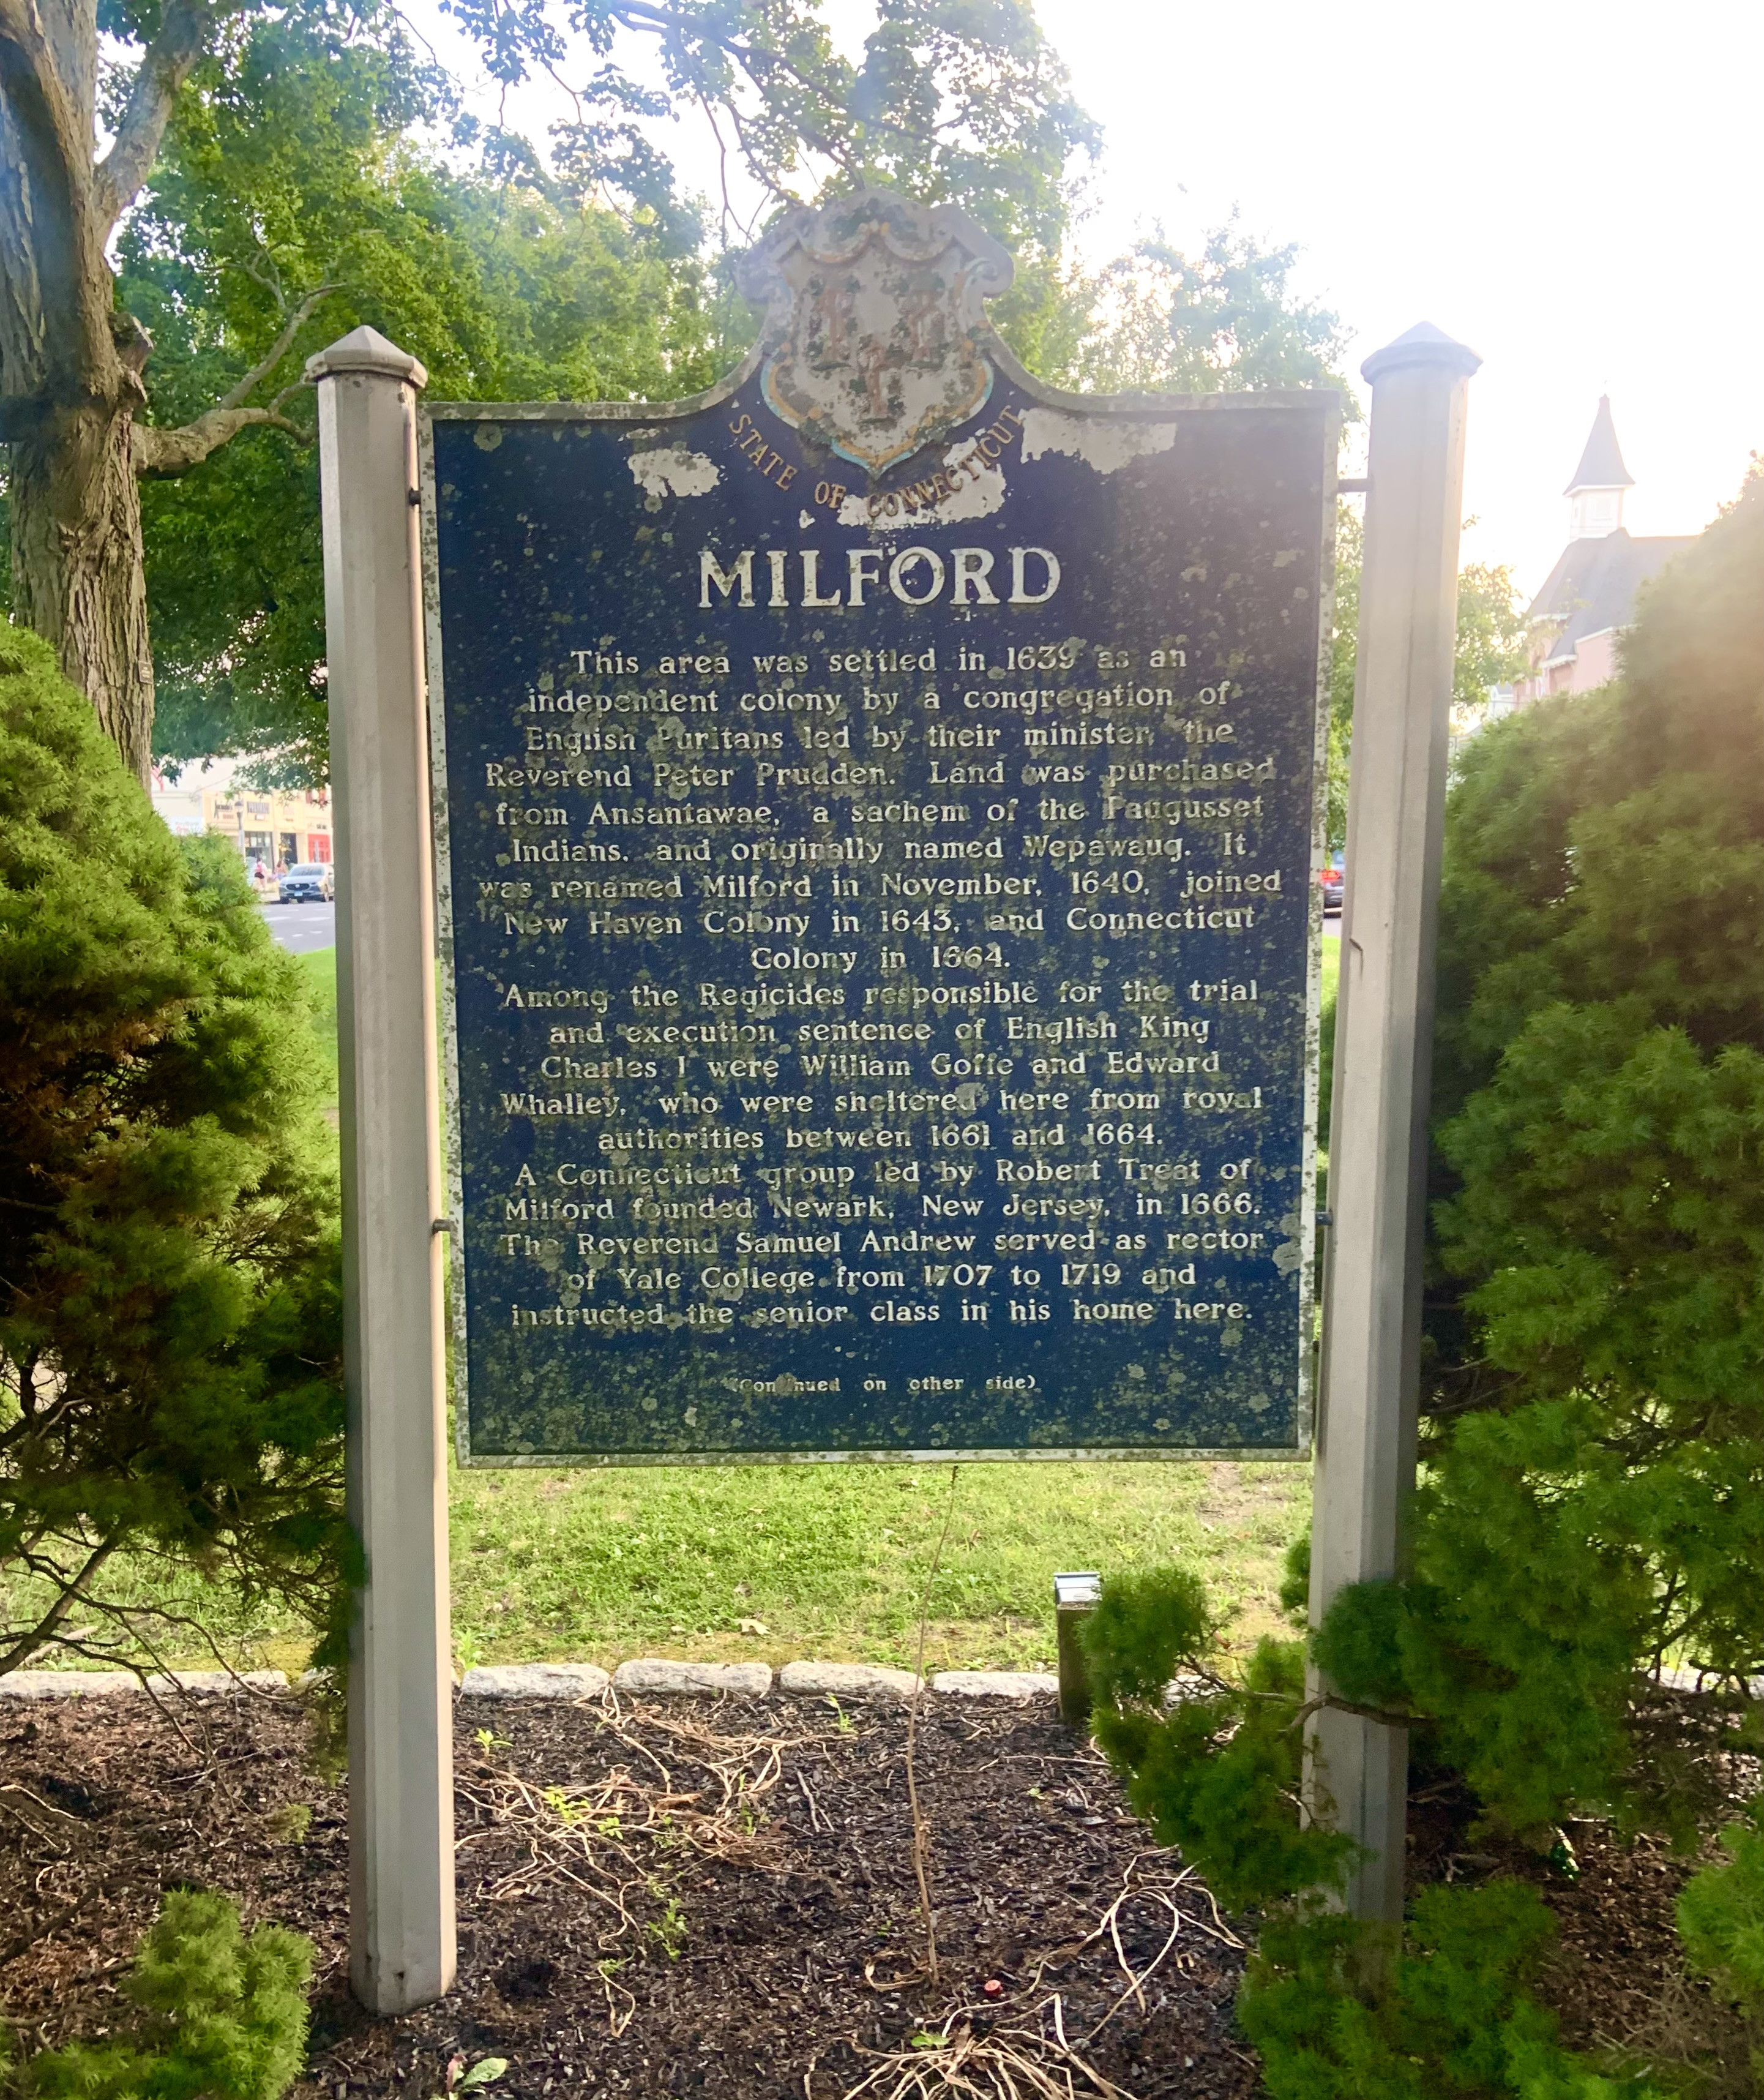 STATE OF CONNECTICUT
MILFORD
This area was settled in 1639 as an
independent colony by a congregation of
English Puritans led by their minister, the
Reverend Peter Prudden. Land was purchased
from Ansantawae, a sachem of the Paugusset
Indians, and originally named Wepawaug. It
was renamed Milford in November, 1640, joined
New Haven Colony in 1643, and Connecticut
Colony in 1664.
Among the Regicides responsible for the trial
and execution sentence of English King
Charles I were William Goffe and Edward
Whalley, who were sheltered here from royal
authorities between 1661 and 1664.
A Connecticut group led by Robert Treat of
Milford founded Newark, New Jersey, in 1666.
The Reverend Samuel Andrew served as rector
of Yale College from 1707 to 1719 and
instructed the senior class in his home here.
(Continued on other side)